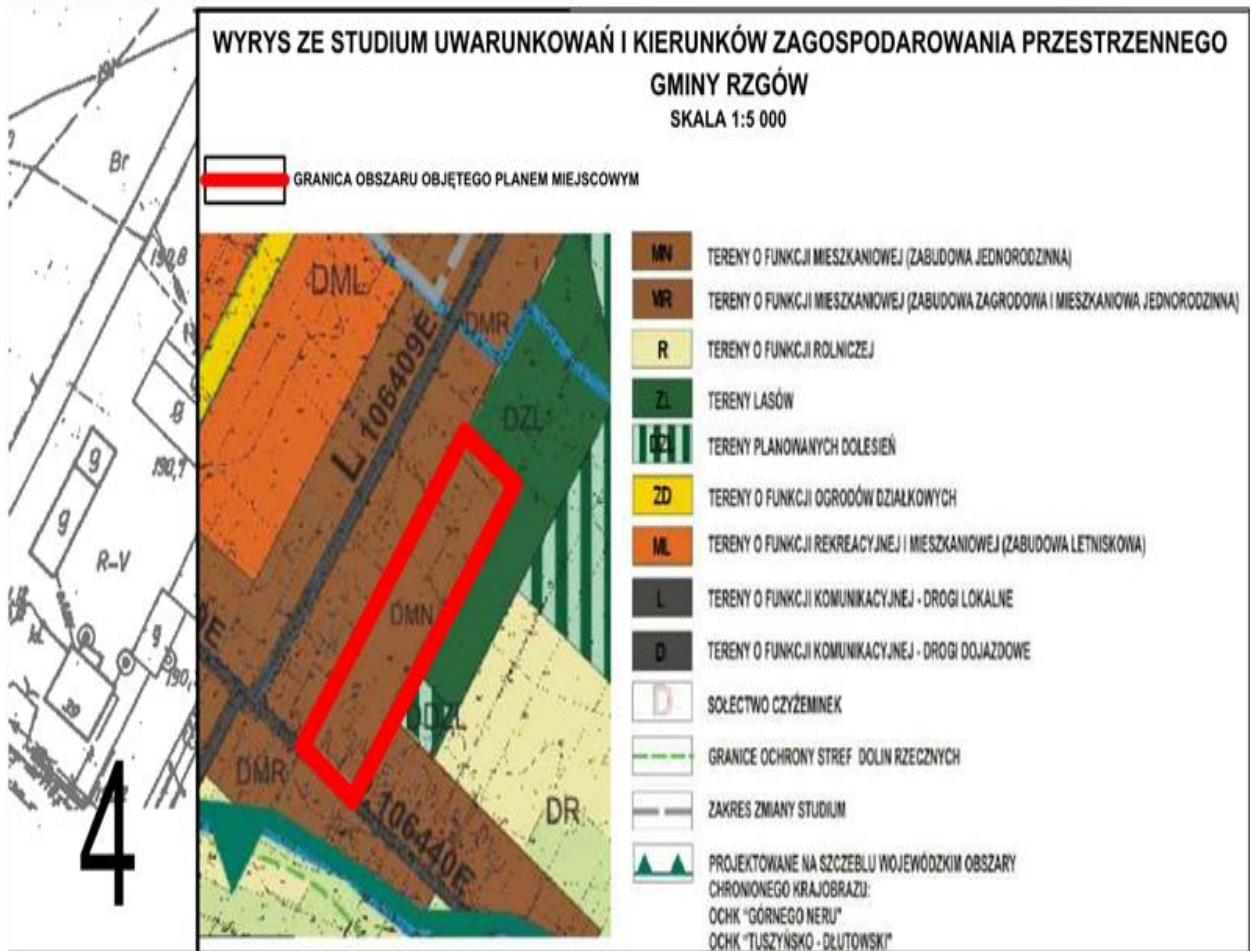 WYRYS ZE STUDIUM UWARUNKOWAŃ I KIERUNKÓW ZAGOSPODAROWANIA PRZESTRZENNEGO
GMINY RZGÓW
SKALA 1:5 000
GRANICA OBSZARU OBJĘTEGO PLANEM MIEJSCOWYM
Br
190,8
g
190,1
g
g
R-V
g
190,
39
4
DML
DMR
L 106409E
DZL
DMN
E
DDZL
DMR
106440E
DR
MN TERENY O FUNKCJI MIESZKANIOWEJ (ZABUDOWA JEDNORODZINNA)
MR TERENY O FUNKCJI MIESZKANIOWEJ (ZABUDOWA ZAGRODOWA I MIESZKANIOWA JEDNORODZINNA)
R TERENY O FUNKCJI ROLNICZEJ
ZL TERENY LASÓW
DZL TERENY PLANOWANYCH DOLESIEŃ
ZD TERENY O FUNKCJI OGRODÓW DZIAŁKOWYCH
ML TERENY O FUNKCJI REKREACYJNEJ I MIESZKANIOWEJ (ZABUDOWA LETNISKOWA)
L TERENY O FUNKCJI KOMUNIKACYJNEJ - DROGI LOKALNE
D TERENY O FUNKCJI KOMUNIKACYJNEJ - DROGI DOJAZDOWE
D SOŁECTWO CZYŻEMINEK
GRANICE OCHRONY STREF DOLIN RZECZNYCH
ZAKRES ZMIANY STUDIUM
PROJEKTOWANE NA SZCZEBLU WOJEWÓDZKIM OBSZARY
CHRONIONEGO KRAJOBRAZU:
OCHK "GÓRNEGO NERU"
OCHK "TUSZYŃSKO - DŁUTOWSKI"